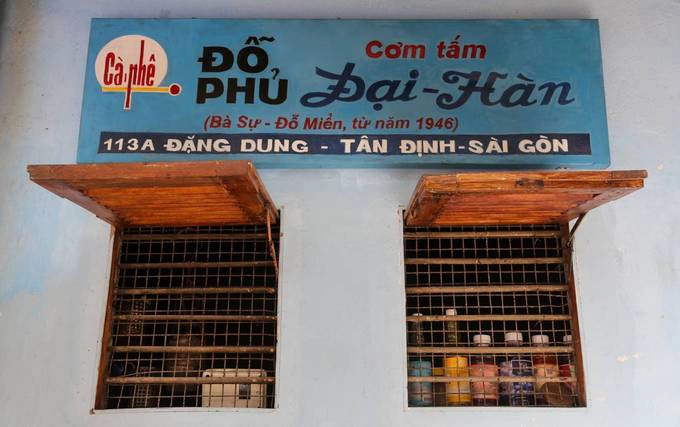 Cà phê
ĐỖ PHỦ
Cơm tấm
Đại-Hàn
(Bà Sự - Đỗ Miển, từ năm 1946)
113A ĐẶNG DUNG - TÂN ĐỊNH-SÀI GÒN